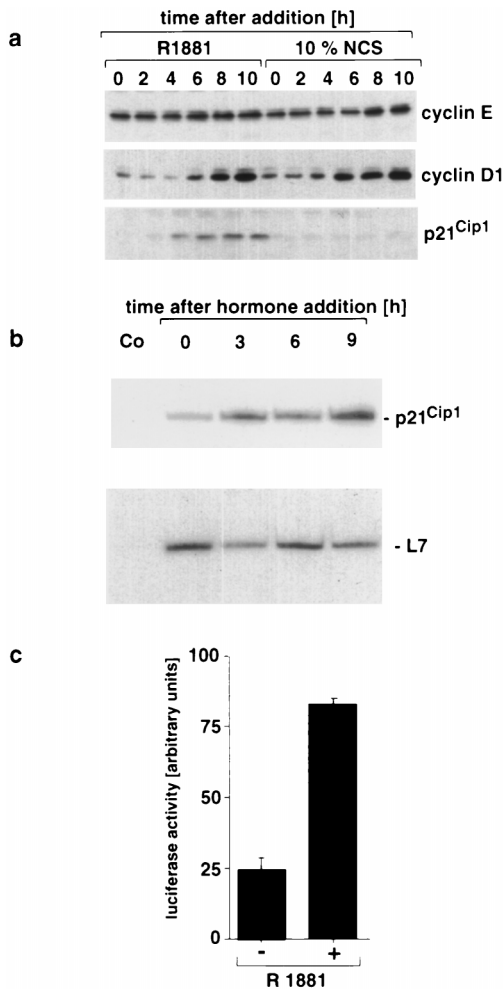 a
time after addition [h]
R1881 10 % NCS
0 2 4 6 8 10 0 2 4 6 8 10
cyclin E
cyclin D1
p21Cip1
b
time after hormone addition [h]
Co 0 3 6 9
- p21Cip1
- L7
c
luciferase activity [arbitrary units]
100
75
50
25
0
- +
R 1881